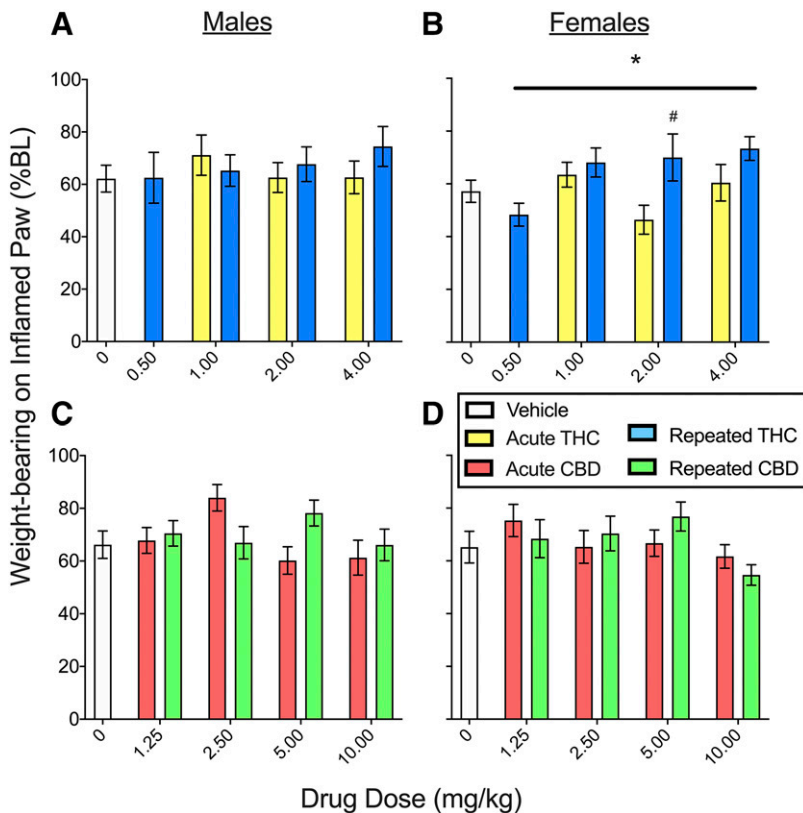 A
Males
B
Females
Weight-bearing on Inflamed Paw (%BL)
100
80
60
40
20
0
*
#
0
0.50
1.00
2.00
4.00
0
0.50
1.00
2.00
4.00
C
D
Vehicle
Acute THC
Repeated THC
Acute CBD
Repeated CBD
100
80
60
40
20
0
0
1.25
2.50
5.00
10.00
0
1.25
2.50
5.00
10.00
Drug Dose (mg/kg)